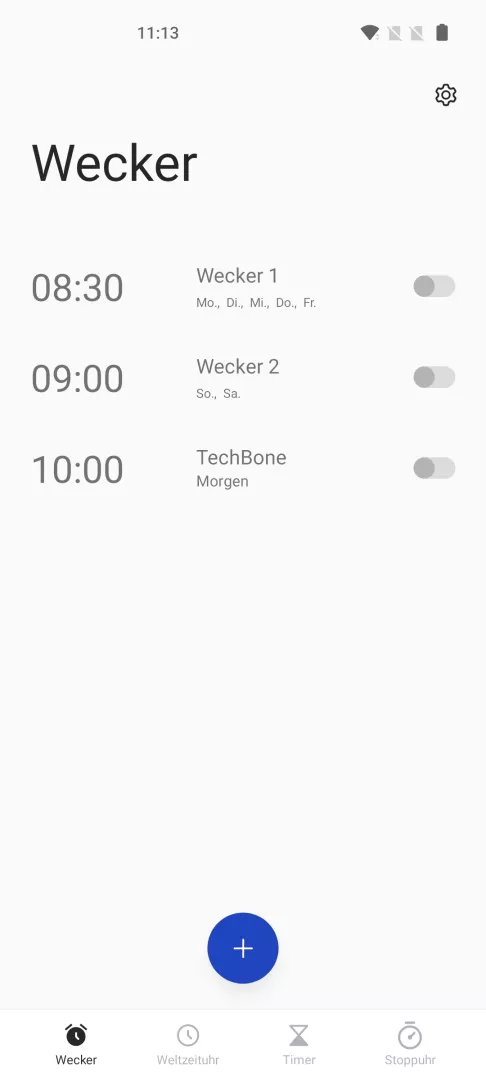 11:13
Wecker
08:30
Wecker 1
Mo., Di., Mi., Do., Fr.
09:00
Wecker 2
So., Sa.
10:00
TechBone
Morgen
Wecker
Weltzeituhr
Timer
Stoppuhr